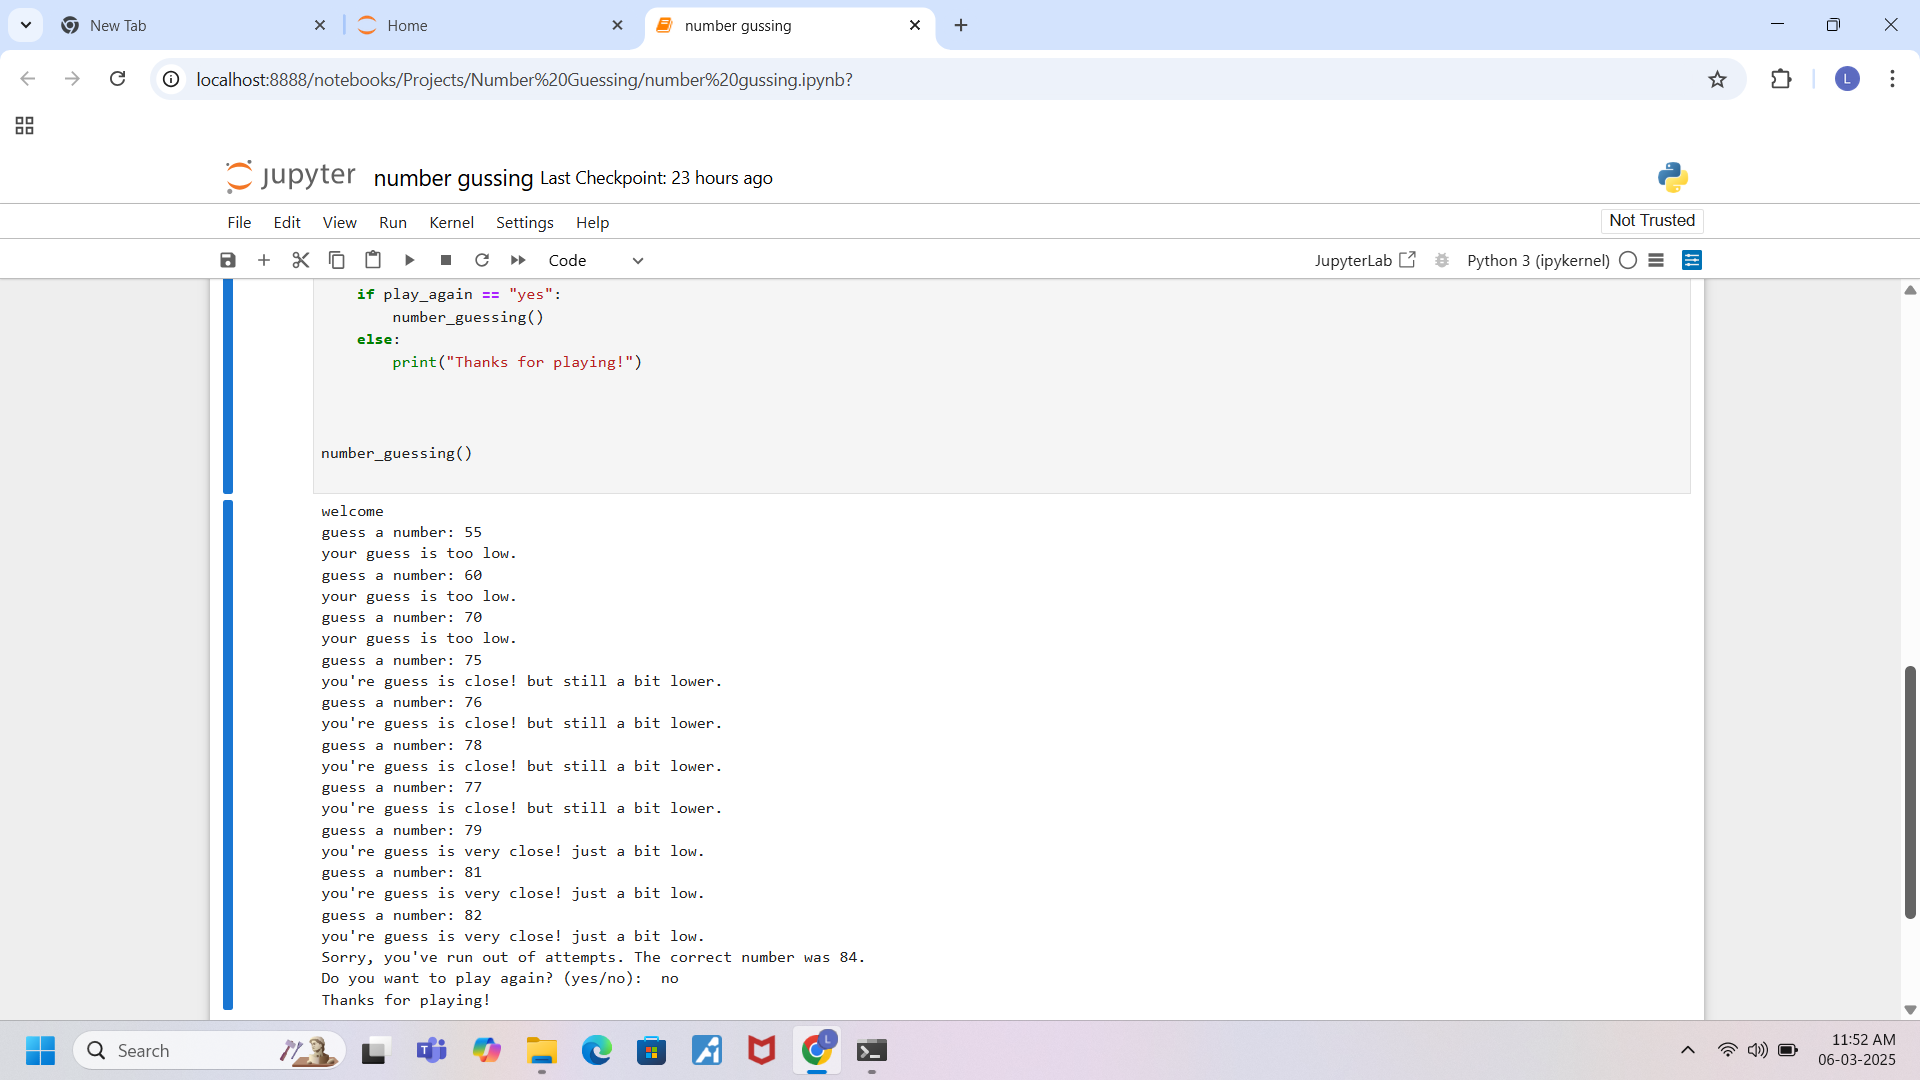 New Tab
Home
number gussing
localhost:8888/notebooks/Projects/Number%20Guessing/number%20gussing.ipynb?
L
jupyter number gussing Last Checkpoint: 23 hours ago
File Edit View Run Kernel Settings Help
Not Trusted
Code
JupyterLab
Python 3 (ipykernel)
if play_again == "yes":
number_guessing()
else:
print("Thanks for playing!")
number_guessing()
welcome
guess a number: 55
your guess is too low.
guess a number: 60
your guess is too low.
guess a number: 70
your guess is too low.
guess a number: 75
you're guess is close! but still a bit lower.
guess a number: 76
you're guess is close! but still a bit lower.
guess a number: 78
you're guess is close! but still a bit lower.
guess a number: 77
you're guess is close! but still a bit lower.
guess a number: 79
you're guess is very close! just a bit low.
guess a number: 81
you're guess is very close! just a bit low.
guess a number: 82
you're guess is very close! just a bit low.
Sorry, you've run out of attempts. The correct number was 84.
Do you want to play again? (yes/no):  no
Thanks for playing!
Search
L
11:52 AM
06-03-2025